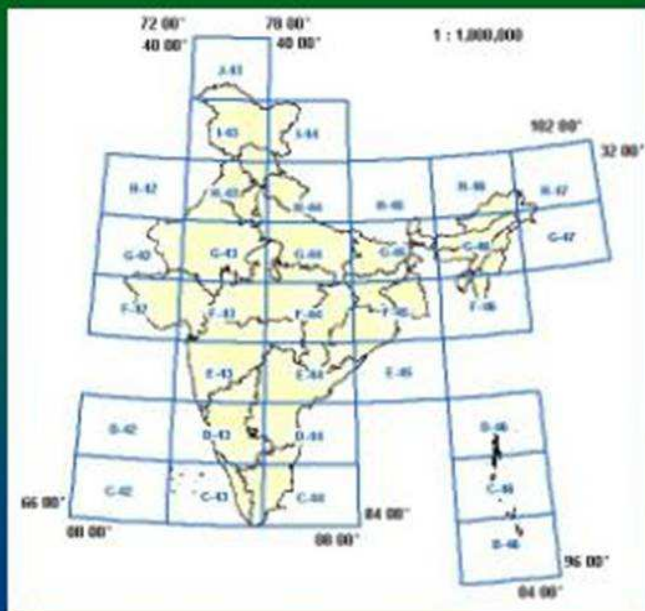 72 00" 78 00"
40 00" 40 00" 1 : 1,000,000
J-43
102 00"
I-43 I-44
32 00"
H-42 H-43 H-44 H-45 H-46 H-47
G-42 G-43 G-44 G-45 G-46 G-47
F-42 F-43 F-44 F-45 F-46
E-43 E-44 E-45
D-42 D-43 D-44 D-46
C-42 C-43 C-44 C-46
66 00" 84 00"
08 00" 08 00"
B-46
96 00"
04 00"